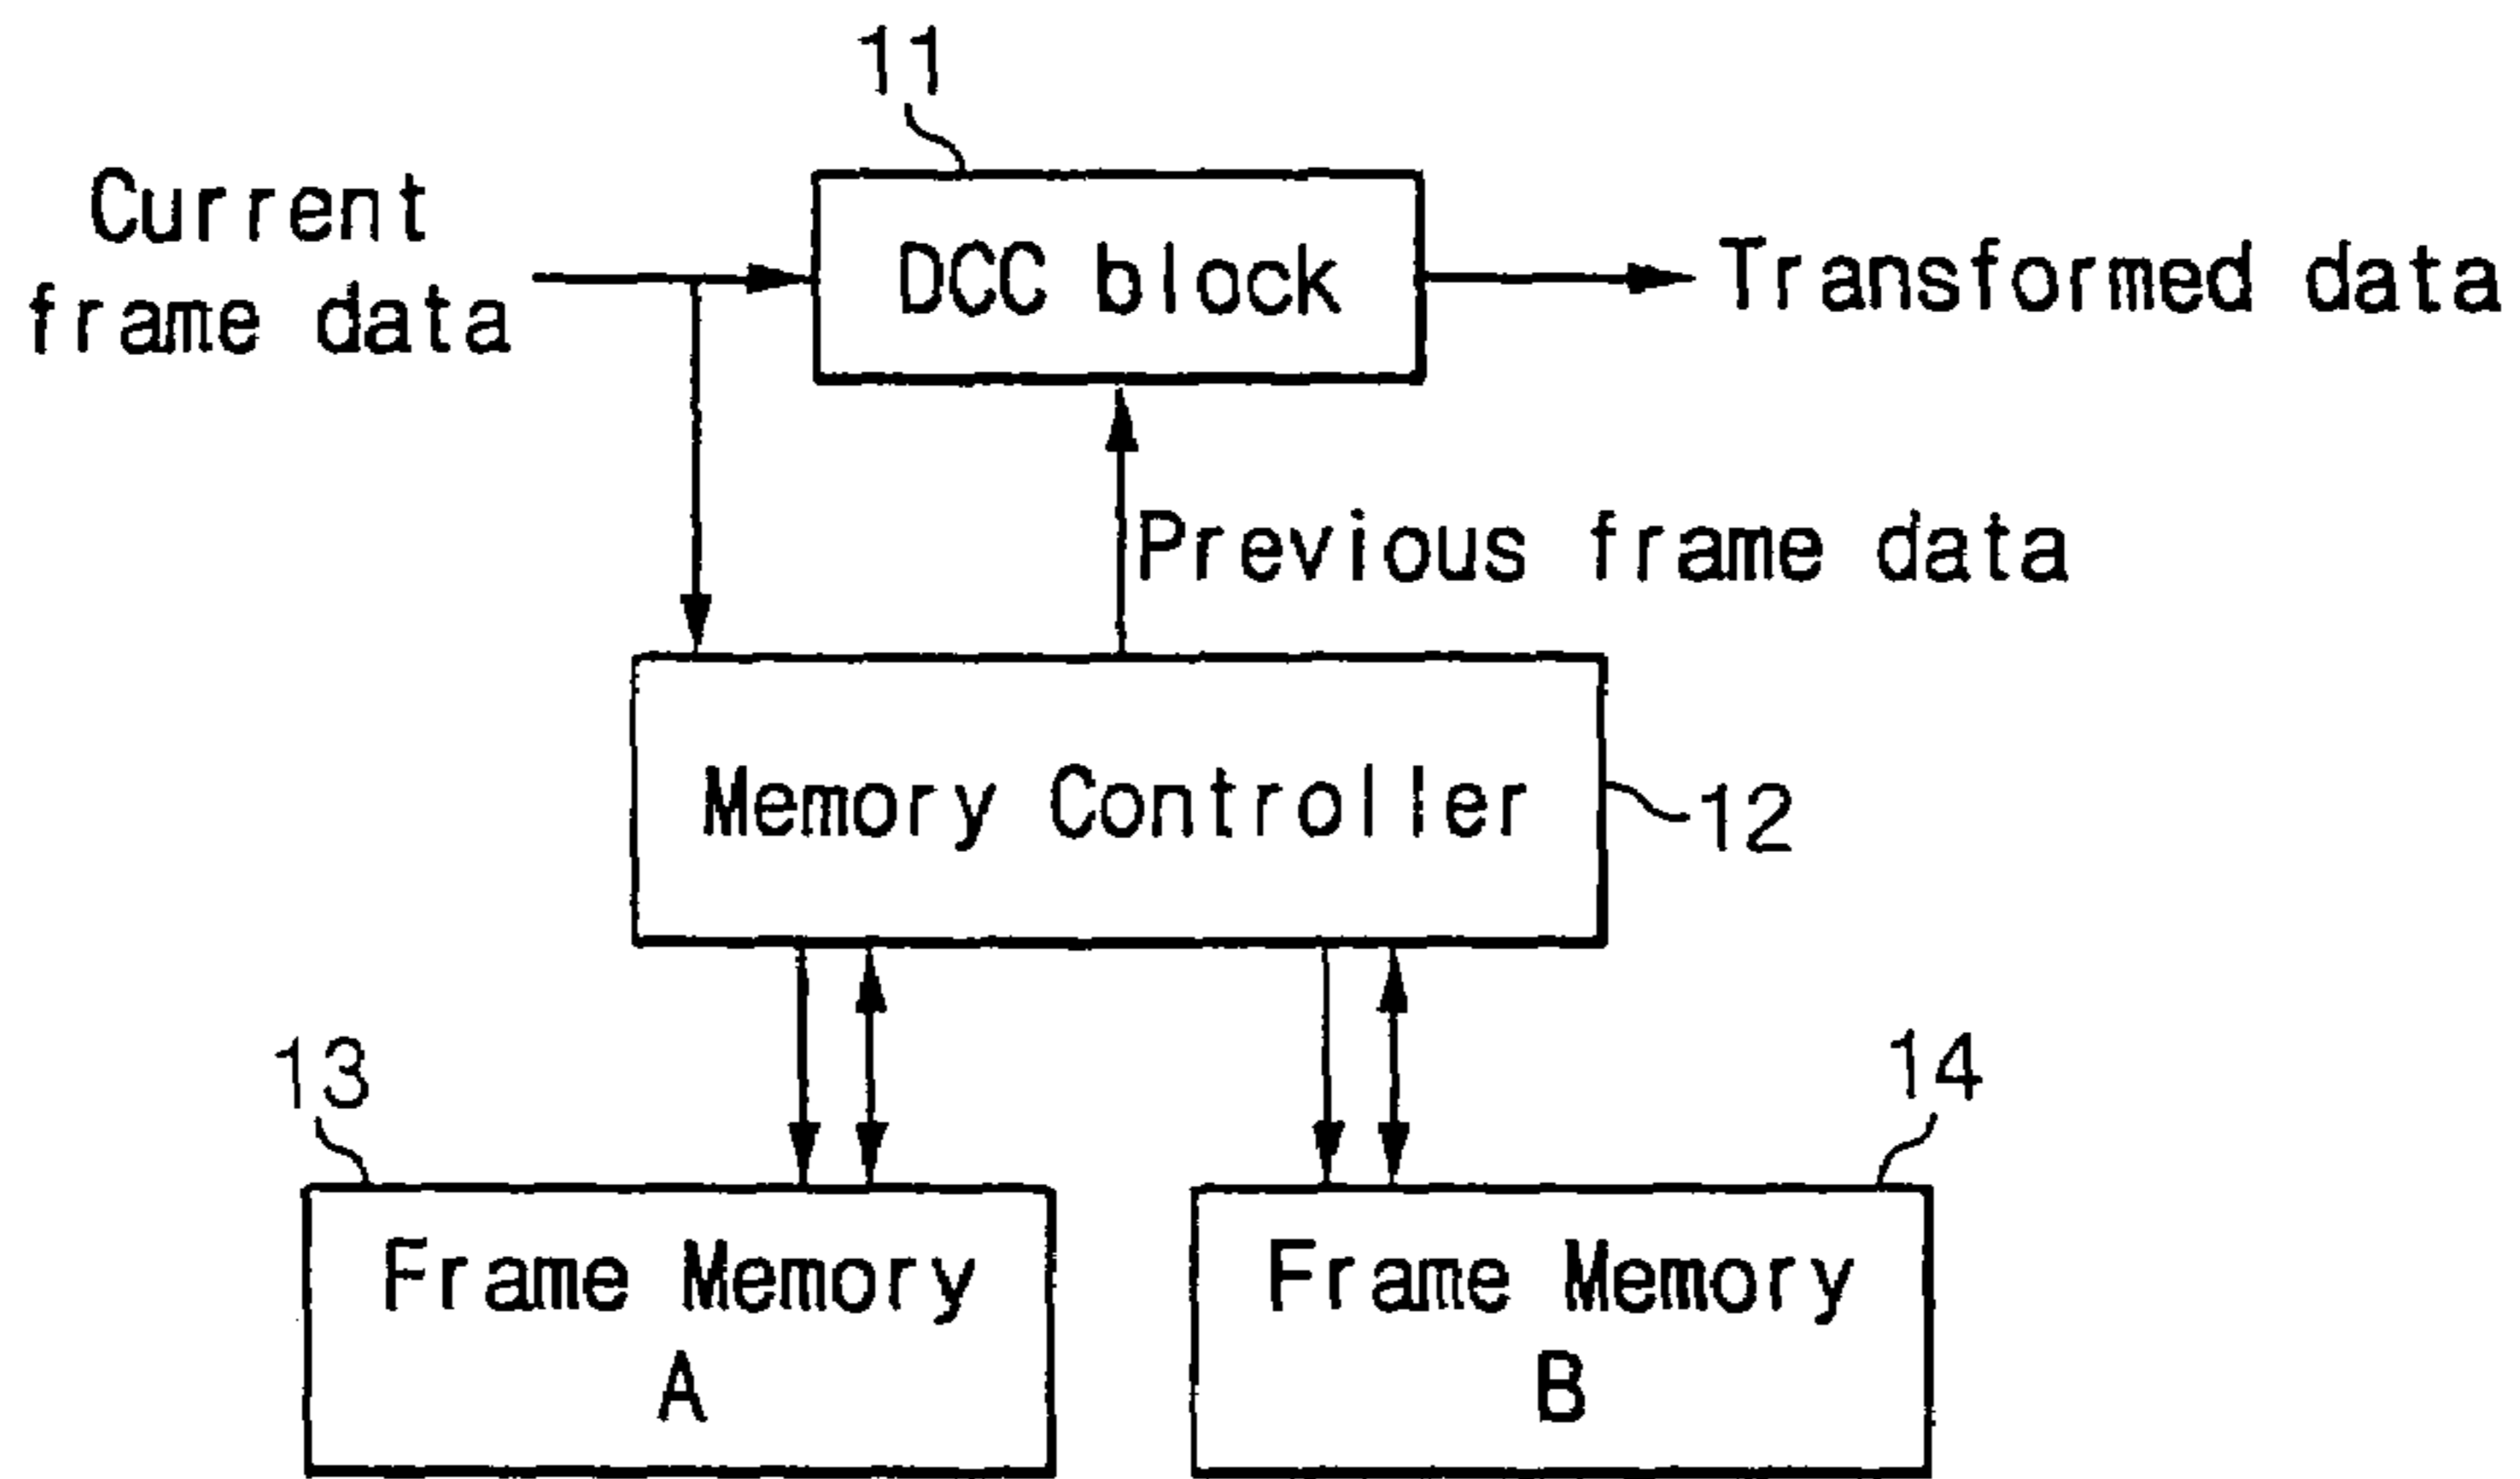 11
Current
frame data
DCC block
Transformed data
Previous frame data
Memory Controller
12
13
14
Frame Memory
A
Frame Memory
B